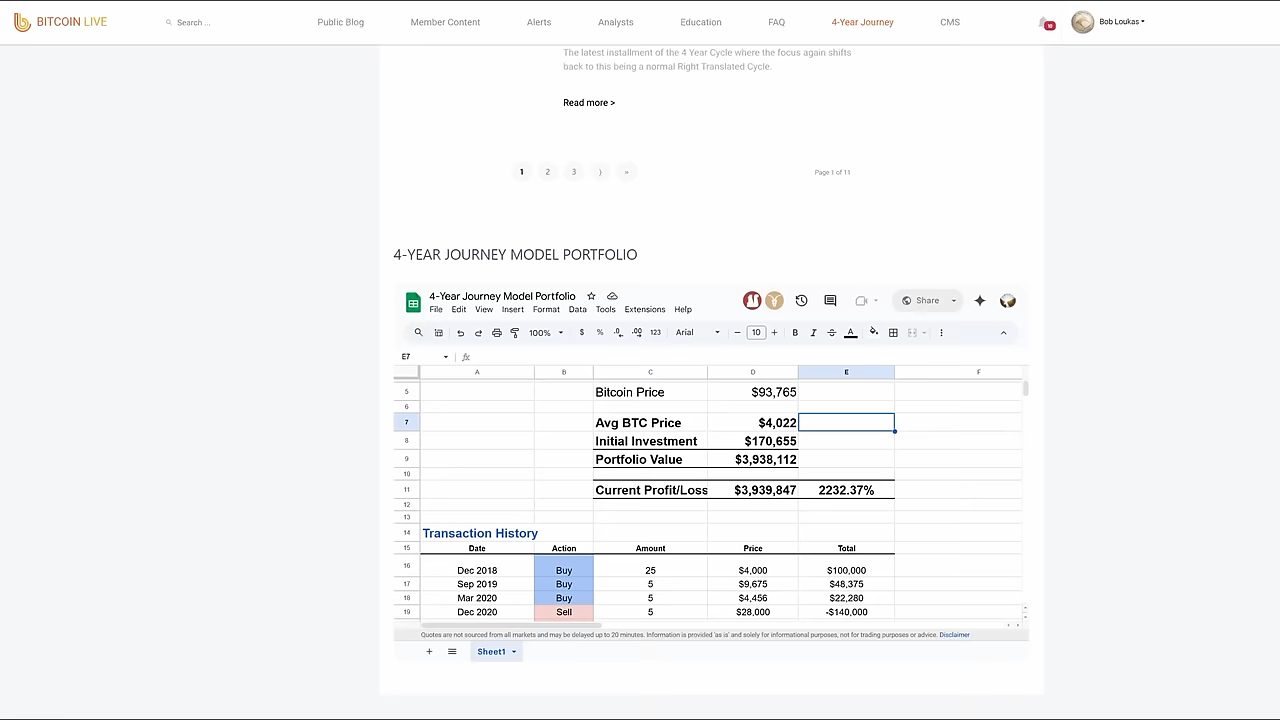 BITCOIN LIVE
Search ...
Public Blog
Member Content
Alerts
Analysts
Education
FAQ
4-Year Journey
CMS
Bob Loukas
The latest installment of the 4 Year Cycle where the focus again shifts
back to this being a normal Right Translated Cycle.
Read more >
1 2 3 ⟩ »
Page 1 of 11
4-YEAR JOURNEY MODEL PORTFOLIO
4-Year Journey Model Portfolio
Share
File Edit View Insert Format Data Tools Extensions Help
100% $ % .0 .00 123 Arial − 10 + B I A
E7 fx
A B C D E F
5 Bitcoin Price $93,765
6
7 Avg BTC Price $4,022
8 Initial Investment $170,655
9 Portfolio Value $3,938,112
10
11 Current Profit/Loss $3,939,847 2232.37%
12
13
14 Transaction History
15 Date Action Amount Price Total
16 Dec 2018 Buy 25 $4,000 $100,000
17 Sep 2019 Buy 5 $9,675 $48,375
18 Mar 2020 Buy 5 $4,456 $22,280
19 Dec 2020 Sell 5 $28,000 -$140,000
Quotes are not sourced from all markets and may be delayed up to 20 minutes. Information is provided 'as is' and solely for informational purposes, not for trading purposes or advice. Disclaimer
+ Sheet1